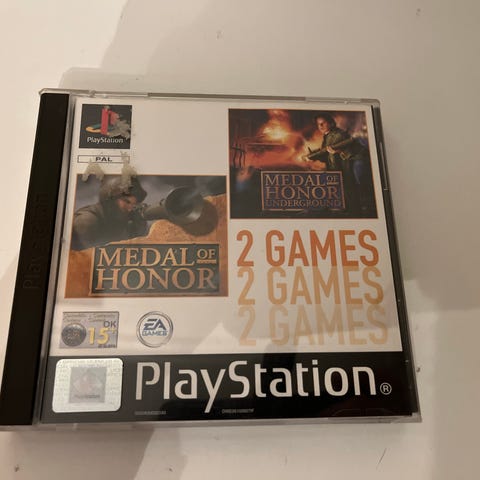 PlayStation
PAL
MEDAL OF
HONOR
UNDERGROUND
MEDAL OF
HONOR
2 GAMES
2 GAMES
2 GAMES
15
OK
EA
GAMES
PlayStation®
PlayStation